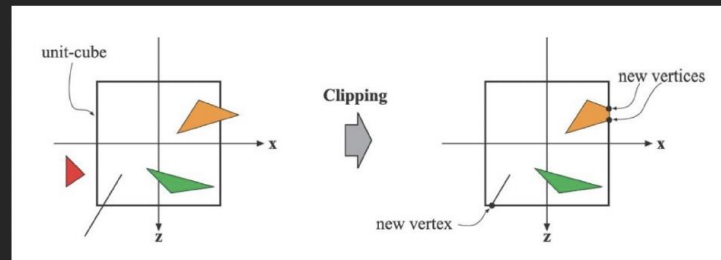 unit-cube
x
z
Clipping
new vertices
x
new vertex
z